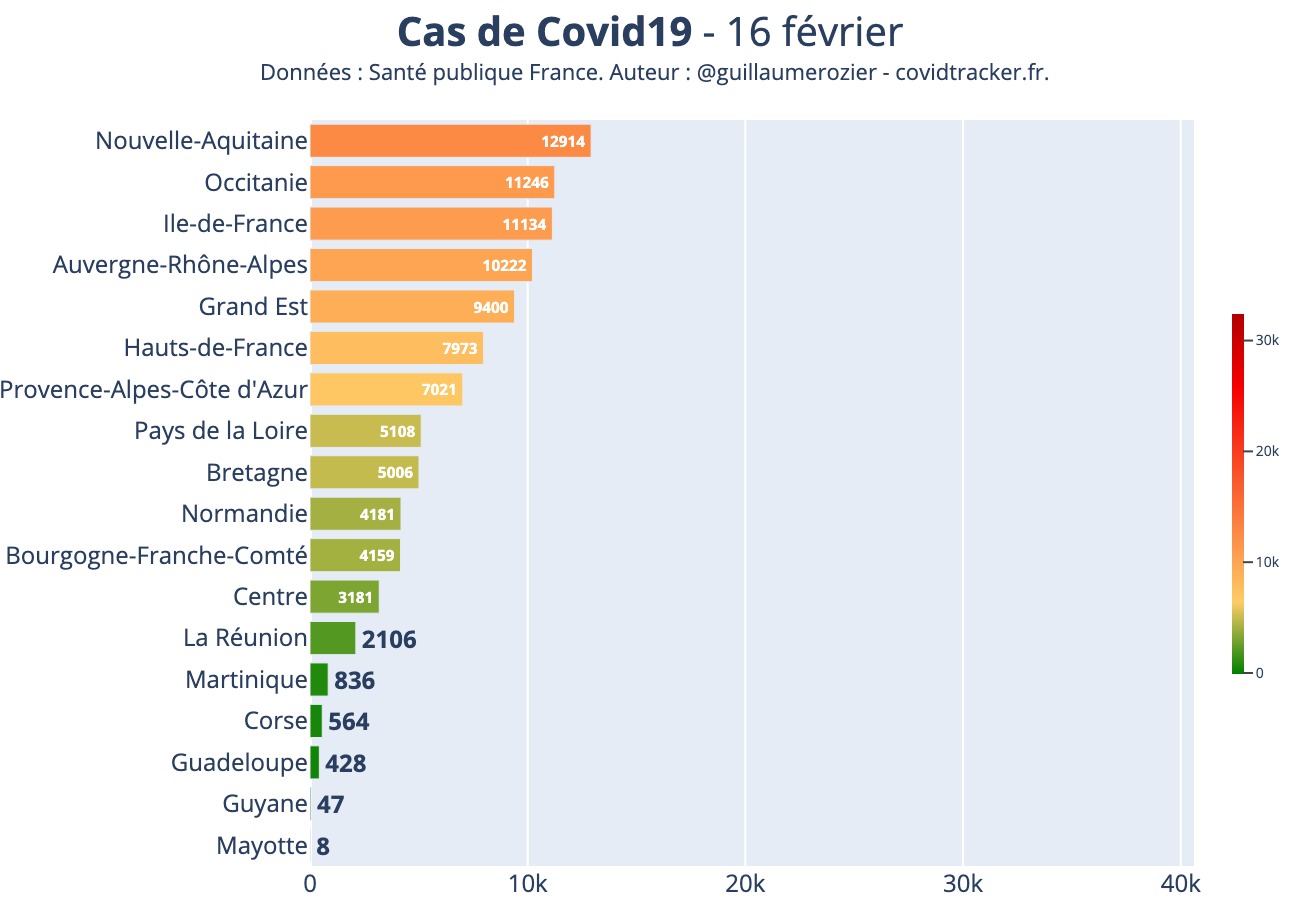 Cas de Covid19 - 16 février
Données : Santé publique France. Auteur : @guillaumerozier - covidtracker.fr.
Nouvelle-Aquitaine 12914
Occitanie 11246
Ile-de-France 11134
Auvergne-Rhône-Alpes 10222
Grand Est 9400
Hauts-de-France 7973
Provence-Alpes-Côte d'Azur 7021
Pays de la Loire 5108
Bretagne 5006
Normandie 4181
Bourgogne-Franche-Comté 4159
Centre 3181
La Réunion 2106
Martinique 836
Corse 564
Guadeloupe 428
Guyane 47
Mayotte 8
0 10k 20k 30k 40k
30k
20k
10k
0